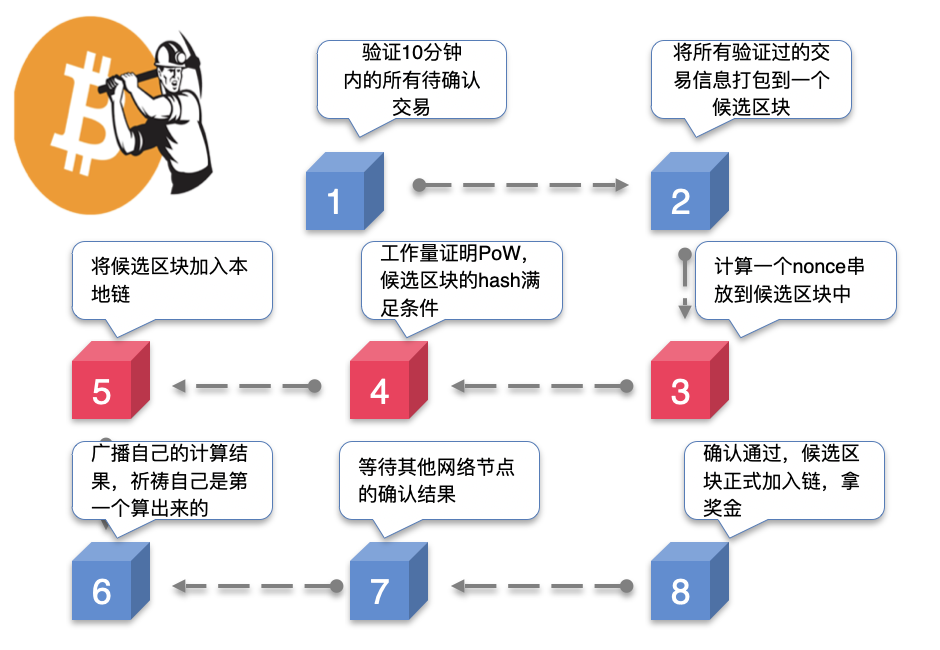 验证10分钟
内的所有待确认
交易
1
将所有验证过的交
易信息打包到一个
候选区块
2
计算一个nonce串
放到候选区块中
3
工作量证明PoW，
候选区块的hash满
足条件
4
将候选区块加入本
地链
5
广播自己的计算结
果，祈祷自己是第
一个算出来的
6
等待其他网络节点
的确认结果
7
确认通过，候选区
块正式加入链，拿
奖金
8